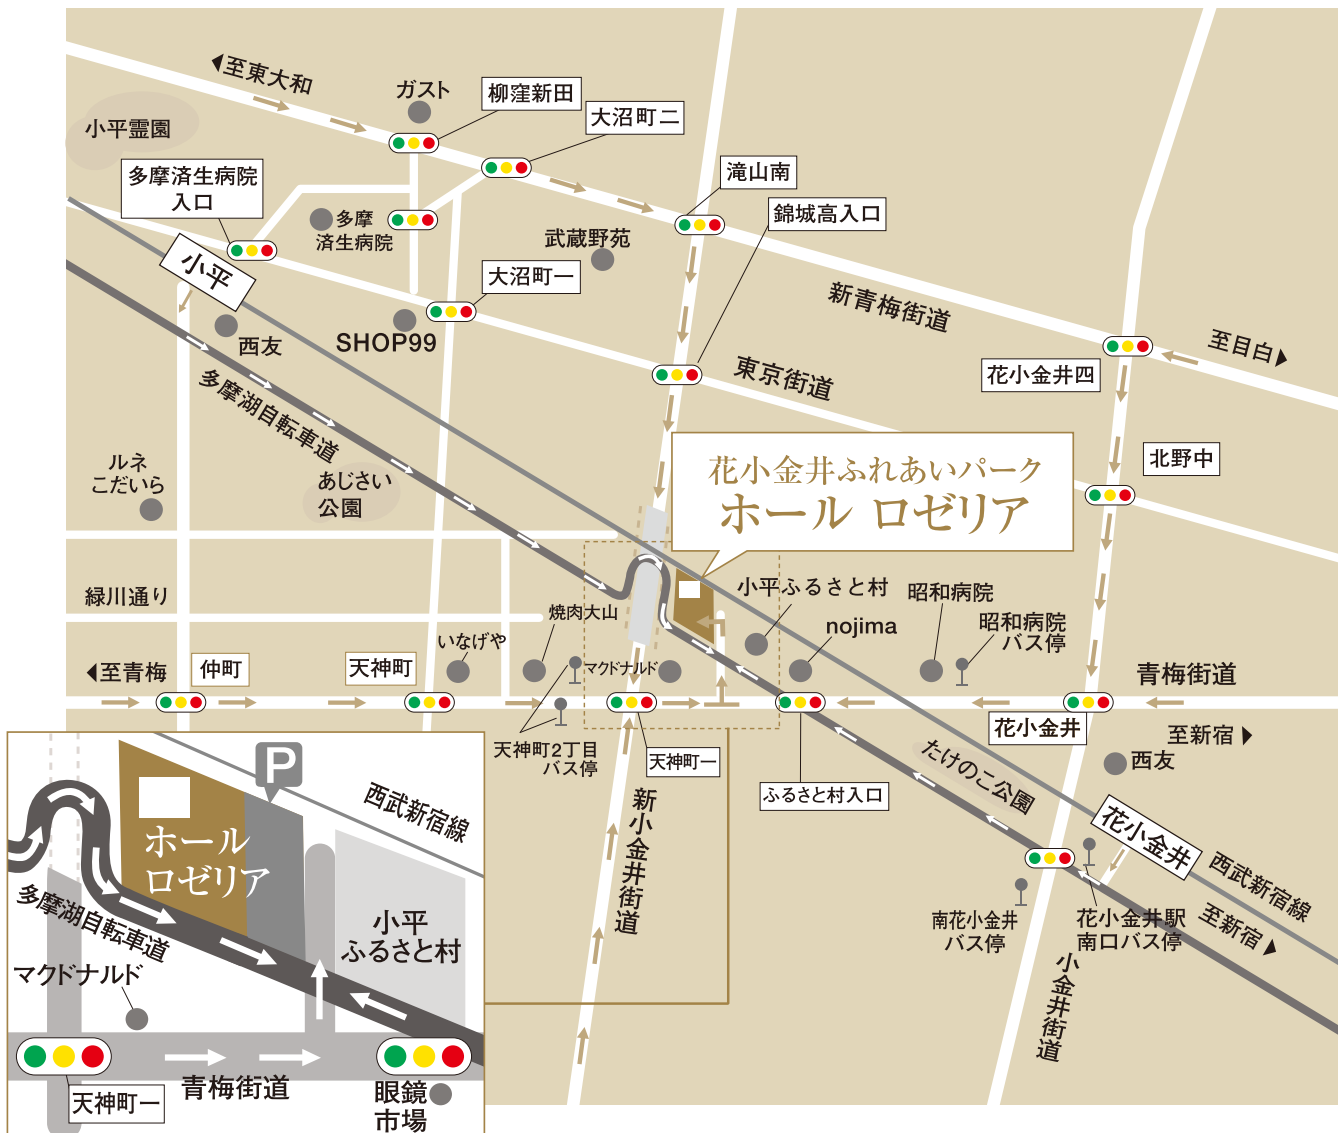 ◀至東大和
ガスト
柳窪新田
大沼町二
小平霊園
多摩済生病院
入口
滝山南
錦城高入口
多摩
済生病院
武蔵野苑
小平
大沼町一
新青梅街道
至目白▶
西友
SHOP99
東京街道
花小金井四
多摩湖自転車道
北野中
ルネ
こだいら
あじさい
公園
花小金井ふれあいパーク
ホール ロゼリア
緑川通り
焼肉大山
小平ふるさと村
昭和病院
nojima
昭和病院
バス停
いなげや
マクドナルド
◀至青梅
仲町
天神町
青梅街道
花小金井
至新宿▶
天神町2丁目
バス停
天神町一
ふるさと村入口
たけのこ公園
西友
新小金井街道
花小金井
西武新宿線
至新宿▶
南花小金井
バス停
花小金井駅
南口バス停
小金井街道
P
西武新宿線
ホール
ロゼリア
多摩湖自転車道
小平
ふるさと村
マクドナルド
青梅街道
天神町一
眼鏡
市場